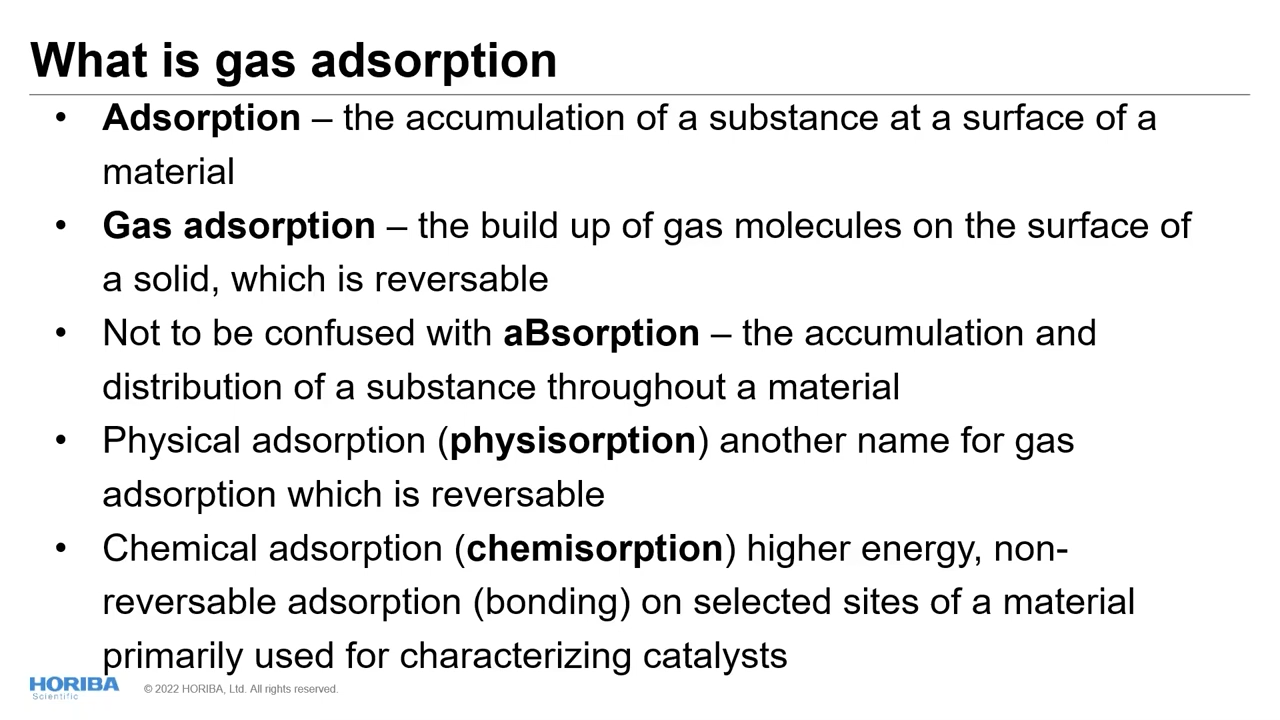 What is gas adsorption
• Adsorption – the accumulation of a substance at a surface of a
material
• Gas adsorption – the build up of gas molecules on the surface of
a solid, which is reversable
• Not to be confused with aBsorption – the accumulation and
distribution of a substance throughout a material
• Physical adsorption (physisorption) another name for gas
adsorption which is reversable
• Chemical adsorption (chemisorption) higher energy, non-
reversable adsorption (bonding) on selected sites of a material
primarily used for characterizing catalysts
HORIBA
Scientific
© 2022 HORIBA, Ltd. All rights reserved.